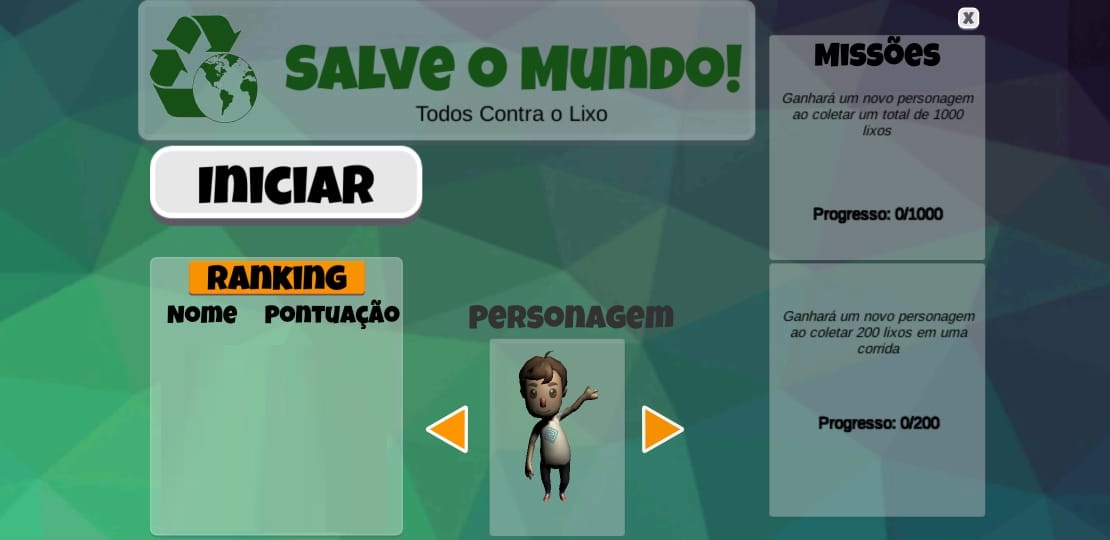 Salve o Mundo!
Todos Contra o Lixo
Iniciar
Ranking
Nome Pontuação
Personagem
X
Missões
Ganhará um novo personagem
ao coletar um total de 1000
lixos
Progresso: 0/1000
Ganhará um novo personagem
ao coletar 200 lixos em uma
corrida
Progresso: 0/200